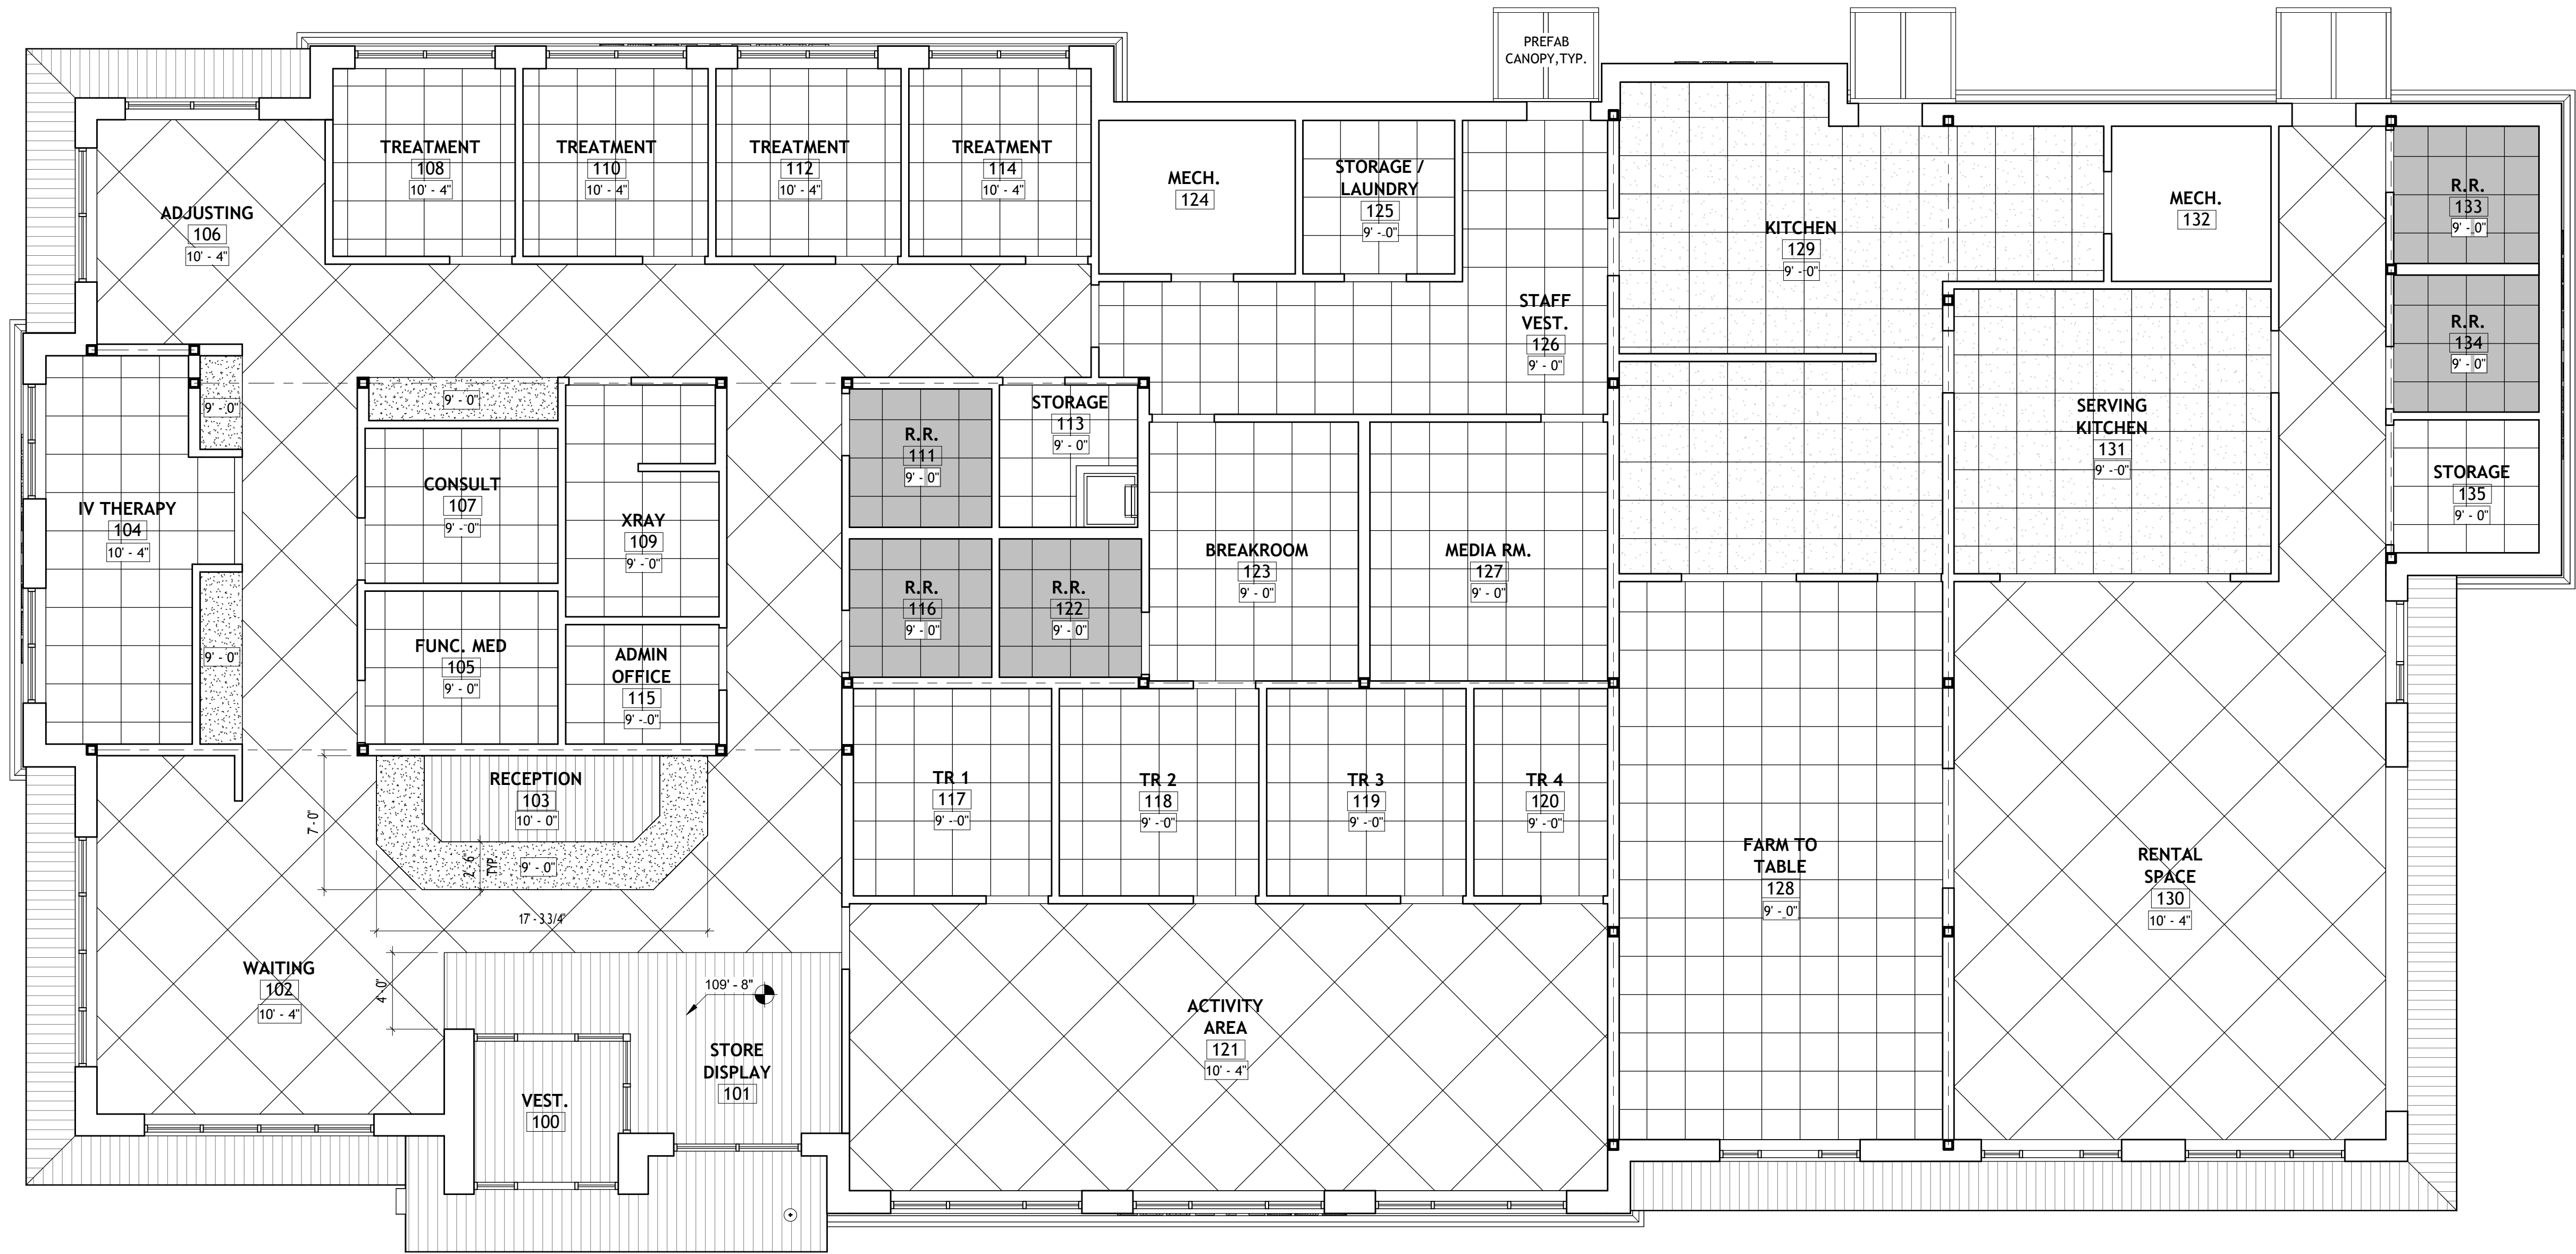 PREFAB
CANOPY,TYP.
TREATMENT
108
10' - 4"
TREATMENT
110
10' - 4"
TREATMENT
112
10' - 4"
TREATMENT
114
10' - 4"
MECH.
124
STORAGE /
LAUNDRY
125
9' - 0"
ADJUSTING
106
10' - 4"
KITCHEN
129
9' - 0"
MECH.
132
R.R.
133
9' - 0"
STAFF
VEST.
126
9' - 0"
R.R.
134
9' - 0"
9' - 0"
9' - 0"
STORAGE
113
9' - 0"
R.R.
111
9' - 0"
SERVING
KITCHEN
131
9' - 0"
STORAGE
135
9' - 0"
IV THERAPY
104
10' - 4"
CONSULT
107
9' - 0"
XRAY
109
9' - 0"
BREAKROOM
123
9' - 0"
MEDIA RM.
127
9' - 0"
R.R.
116
9' - 0"
R.R.
122
9' - 0"
9' - 0"
FUNC. MED
105
9' - 0"
ADMIN
OFFICE
115
9' - 0"
RECEPTION
103
10' - 0"
7' - 0"
2' - 6"
TYP.
9' - 0"
17' - 3 3/4"
TR 1
117
9' - 0"
TR 2
118
9' - 0"
TR 3
119
9' - 0"
TR 4
120
9' - 0"
FARM TO
TABLE
128
9' - 0"
RENTAL
SPACE
130
10' - 4"
WAITING
102
10' - 4"
4' - 0"
109' - 8"
STORE
DISPLAY
101
VEST.
100
ACTIVITY
AREA
121
10' - 4"